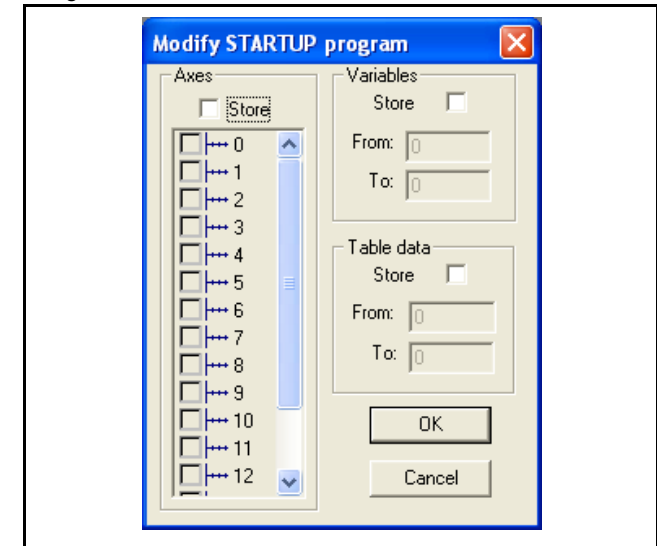 Modify STARTUP program
Axes
Store
0
1
2
3
4
5
6
7
8
9
10
11
12
Variables
Store
From: 0
To: 0
Table data
Store
From: 0
To: 0
OK
Cancel